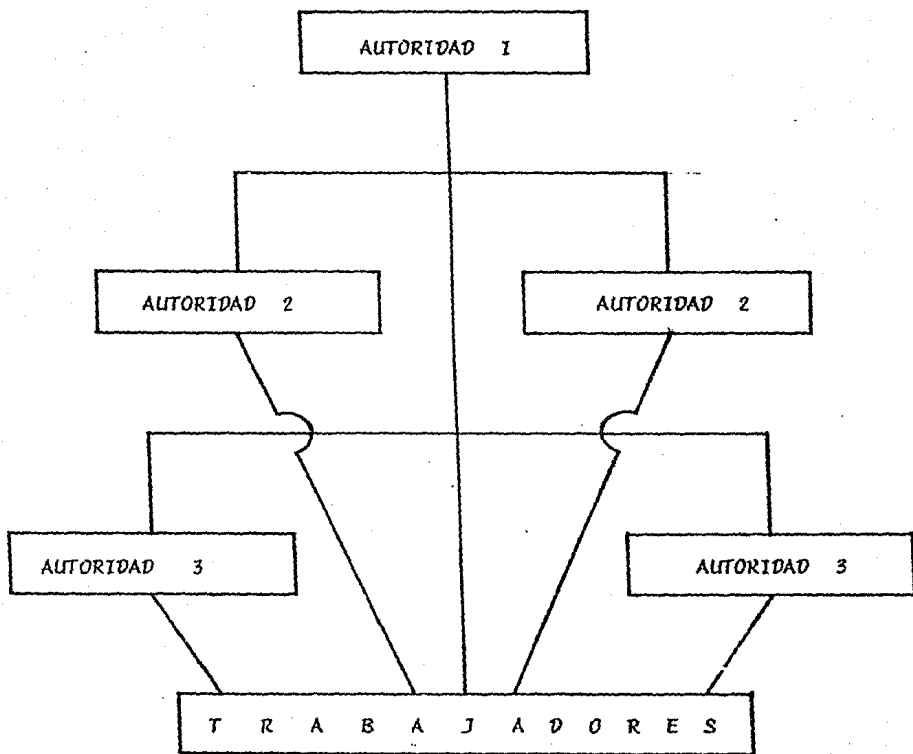 AUTORIDAD 1
AUTORIDAD 2
AUTORIDAD 2
AUTORIDAD 3
AUTORIDAD 3
T R A B A J A D O R E S